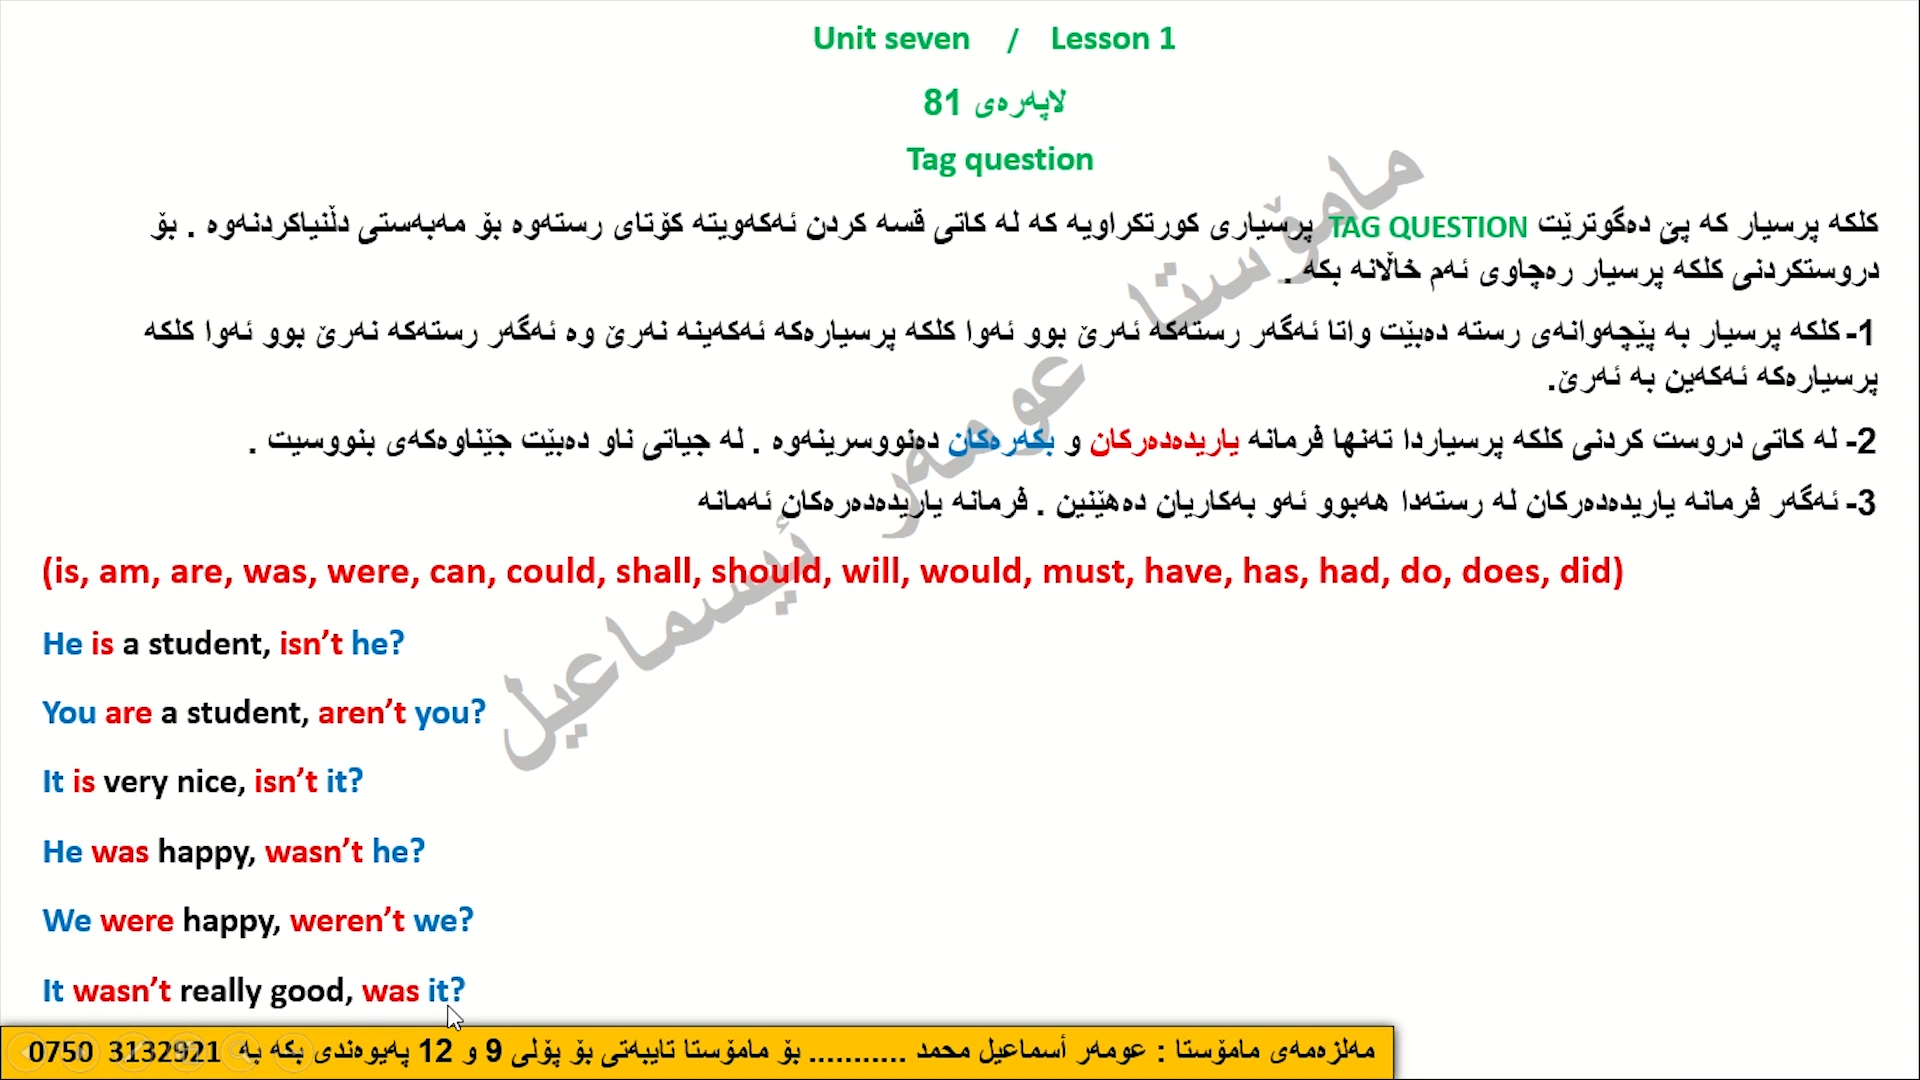 Unit seven / Lesson 1
لاپەرەی 81
Tag question
کلکە پرسیار کە پێ دەگوترێت TAG QUESTION پرسیاری کورتکراویە کە لە کاتی قسە کردن ئەکەویتە کۆتای رستەوە بۆ مەبەستی دڵنیاکردنەوە . بۆ
دروستکردنی کلکە پرسیار رەچاوی ئەم خاڵانە بکە .
1- کلکە پرسیار بە پێچەوانەی رستە دەبێت واتا ئەگەر رستەکە ئەرێ بوو ئەوا کلکە پرسیارەکە ئەکەینە نەرێ وە ئەگەر رستەکە نەرێ بوو ئەوا کلکە
پرسیارەکە ئەکەین بە ئەرێ.
2- لە کاتی دروست کردنی کلکە پرسیاردا تەنها فرمانە یاریدەدەرکان و بکەرەکان دەنووسرینەوە . لە جیاتی ناو دەبێت جێناوەکەی بنووسیت .
3- ئەگەر فرمانە یاریدەدەرکان لە رستەدا هەبوو ئەو بەکاریان دەهێنین . فرمانە یاریدەدەرەکان ئەمانە
(is, am, are, was, were, can, could, shall, should, will, would, must, have, has, had, do, does, did)
He is a student, isn’t he?
You are a student, aren’t you?
It is very nice, isn’t it?
He was happy, wasn’t he?
We were happy, weren’t we?
It wasn’t really good, was it?
مەلزەمەی مامۆستا : عومەر أسماعیل محمد ........... بۆ مامۆستا تایبەتی بۆ پۆلی 9 و 12 پەیوەندی بکە بە 0750 3132921
مامۆستا عومەر ئیسماعیل